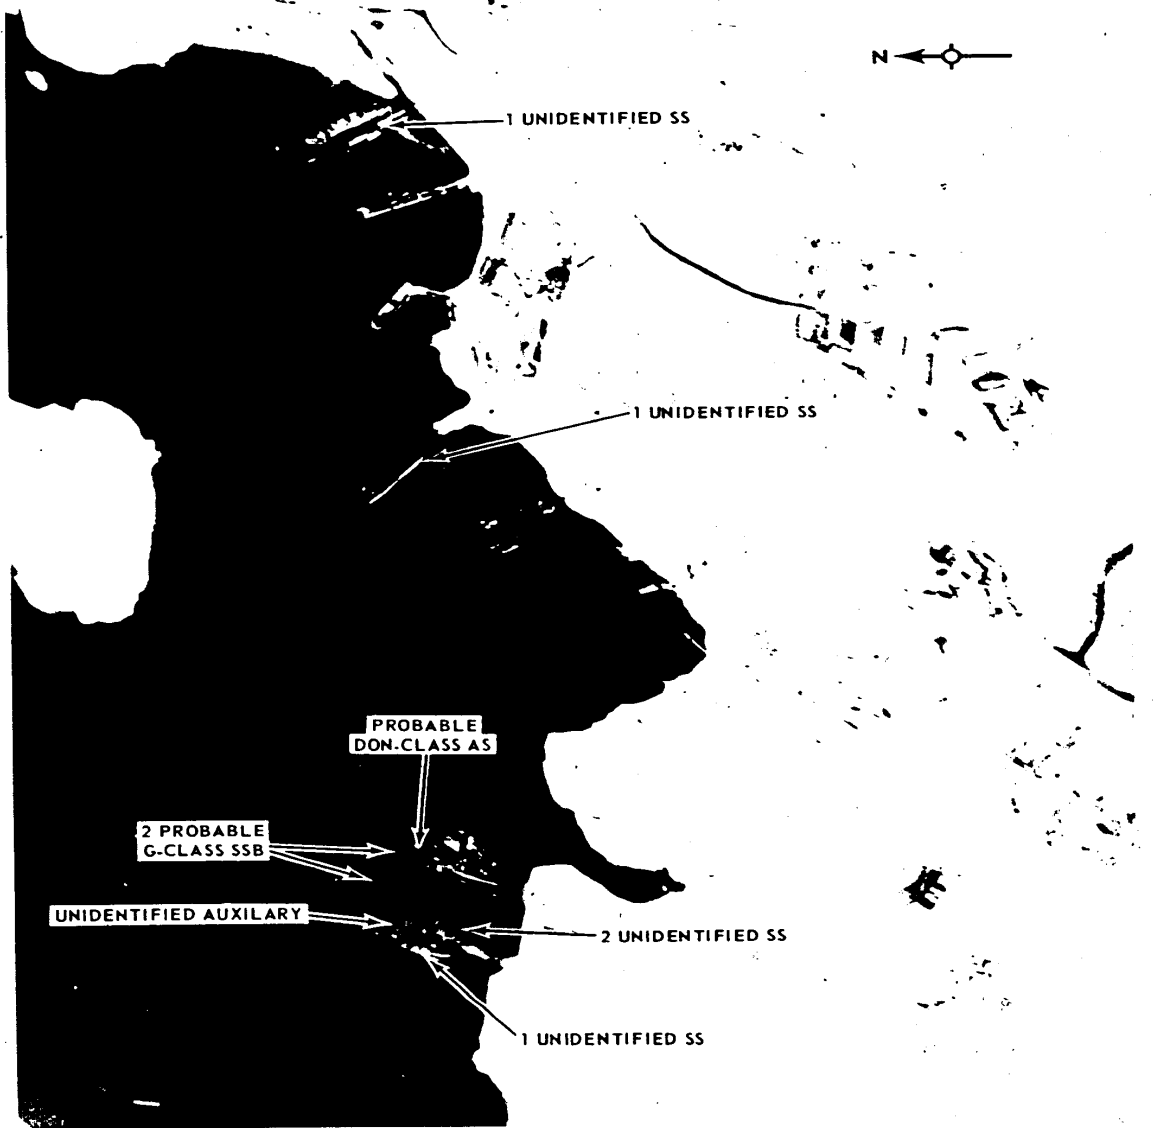 N
1 UNIDENTIFIED SS
1 UNIDENTIFIED SS
PROBABLE
DON-CLASS AS
2 PROBABLE
G-CLASS SSB
UNIDENTIFIED AUXILARY
2 UNIDENTIFIED SS
1 UNIDENTIFIED SS